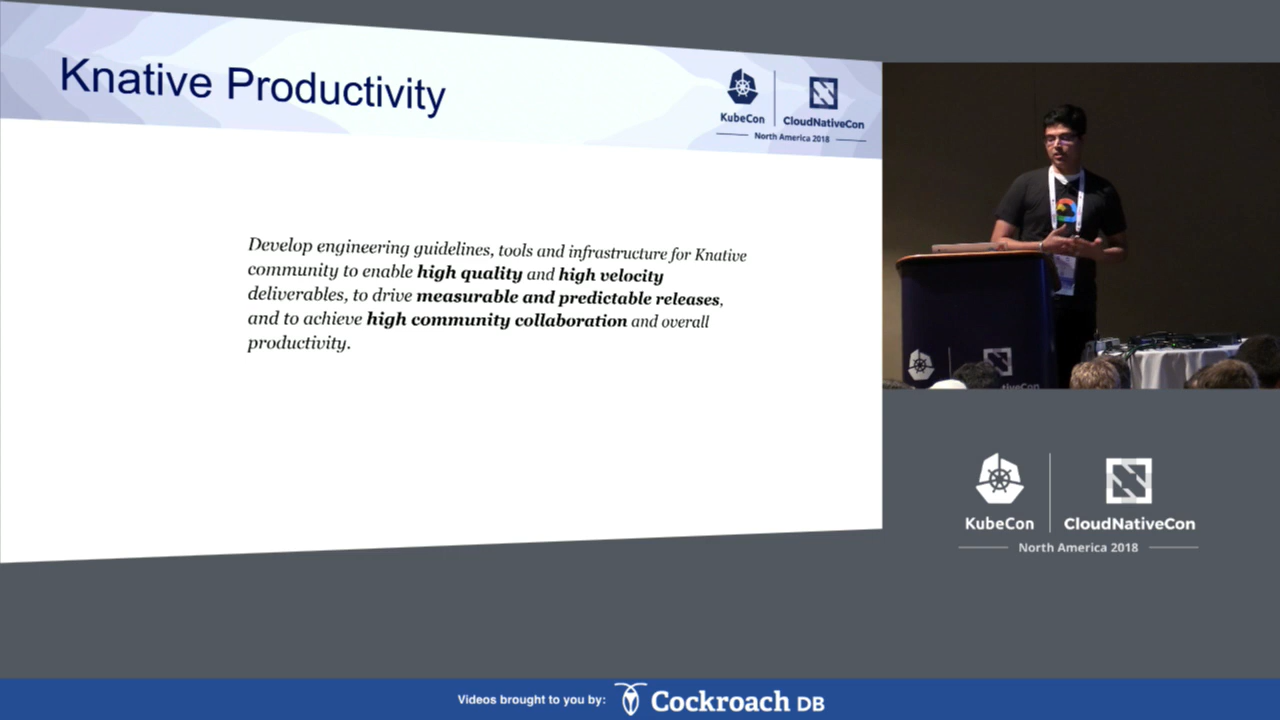 Knative Productivity
KubeCon
CloudNativeCon
North America 2018
Develop engineering guidelines, tools and infrastructure for Knative
community to enable high quality and high velocity
deliverables, to drive measurable and predictable releases,
and to achieve high community collaboration and overall
productivity.
KubeCon
CloudNativeCon
North America 2018
Videos brought to you by:
Cockroach DB